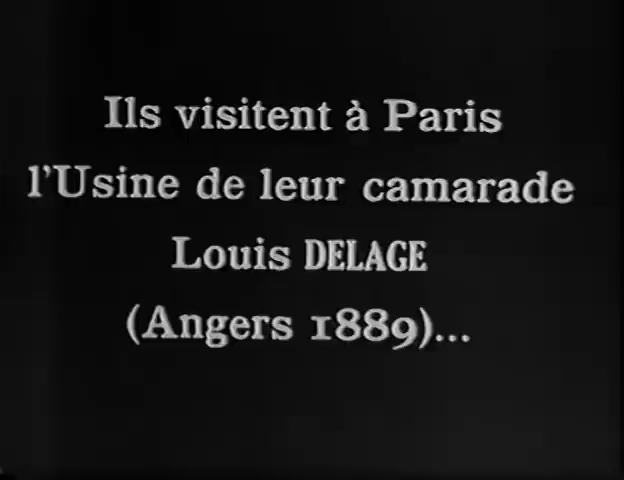 Ils visitent à Paris
l'Usine de leur camarade
Louis DELAGE
(Angers 1889)...